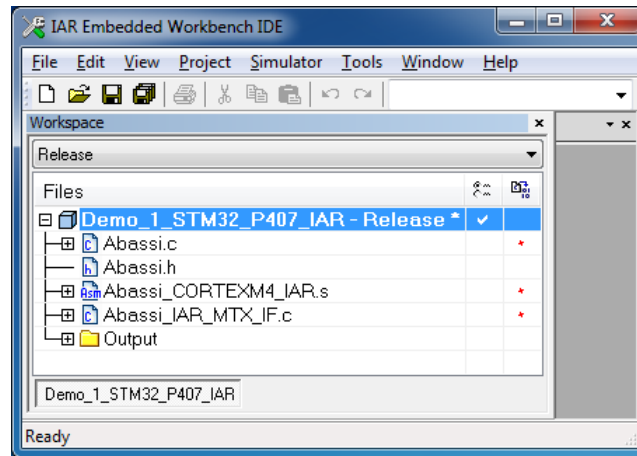 IAR Embedded Workbench IDE
File Edit View Project Simulator Tools Window Help
Workspace
Release
Files
Demo_1_STM32_P407_IAR - Release *
c Abassi.c
h Abassi.h
Asm Abassi_CORTEXM4_IAR.s
c Abassi_IAR_MTX_IF.c
Output
Demo_1_STM32_P407_IAR
Ready